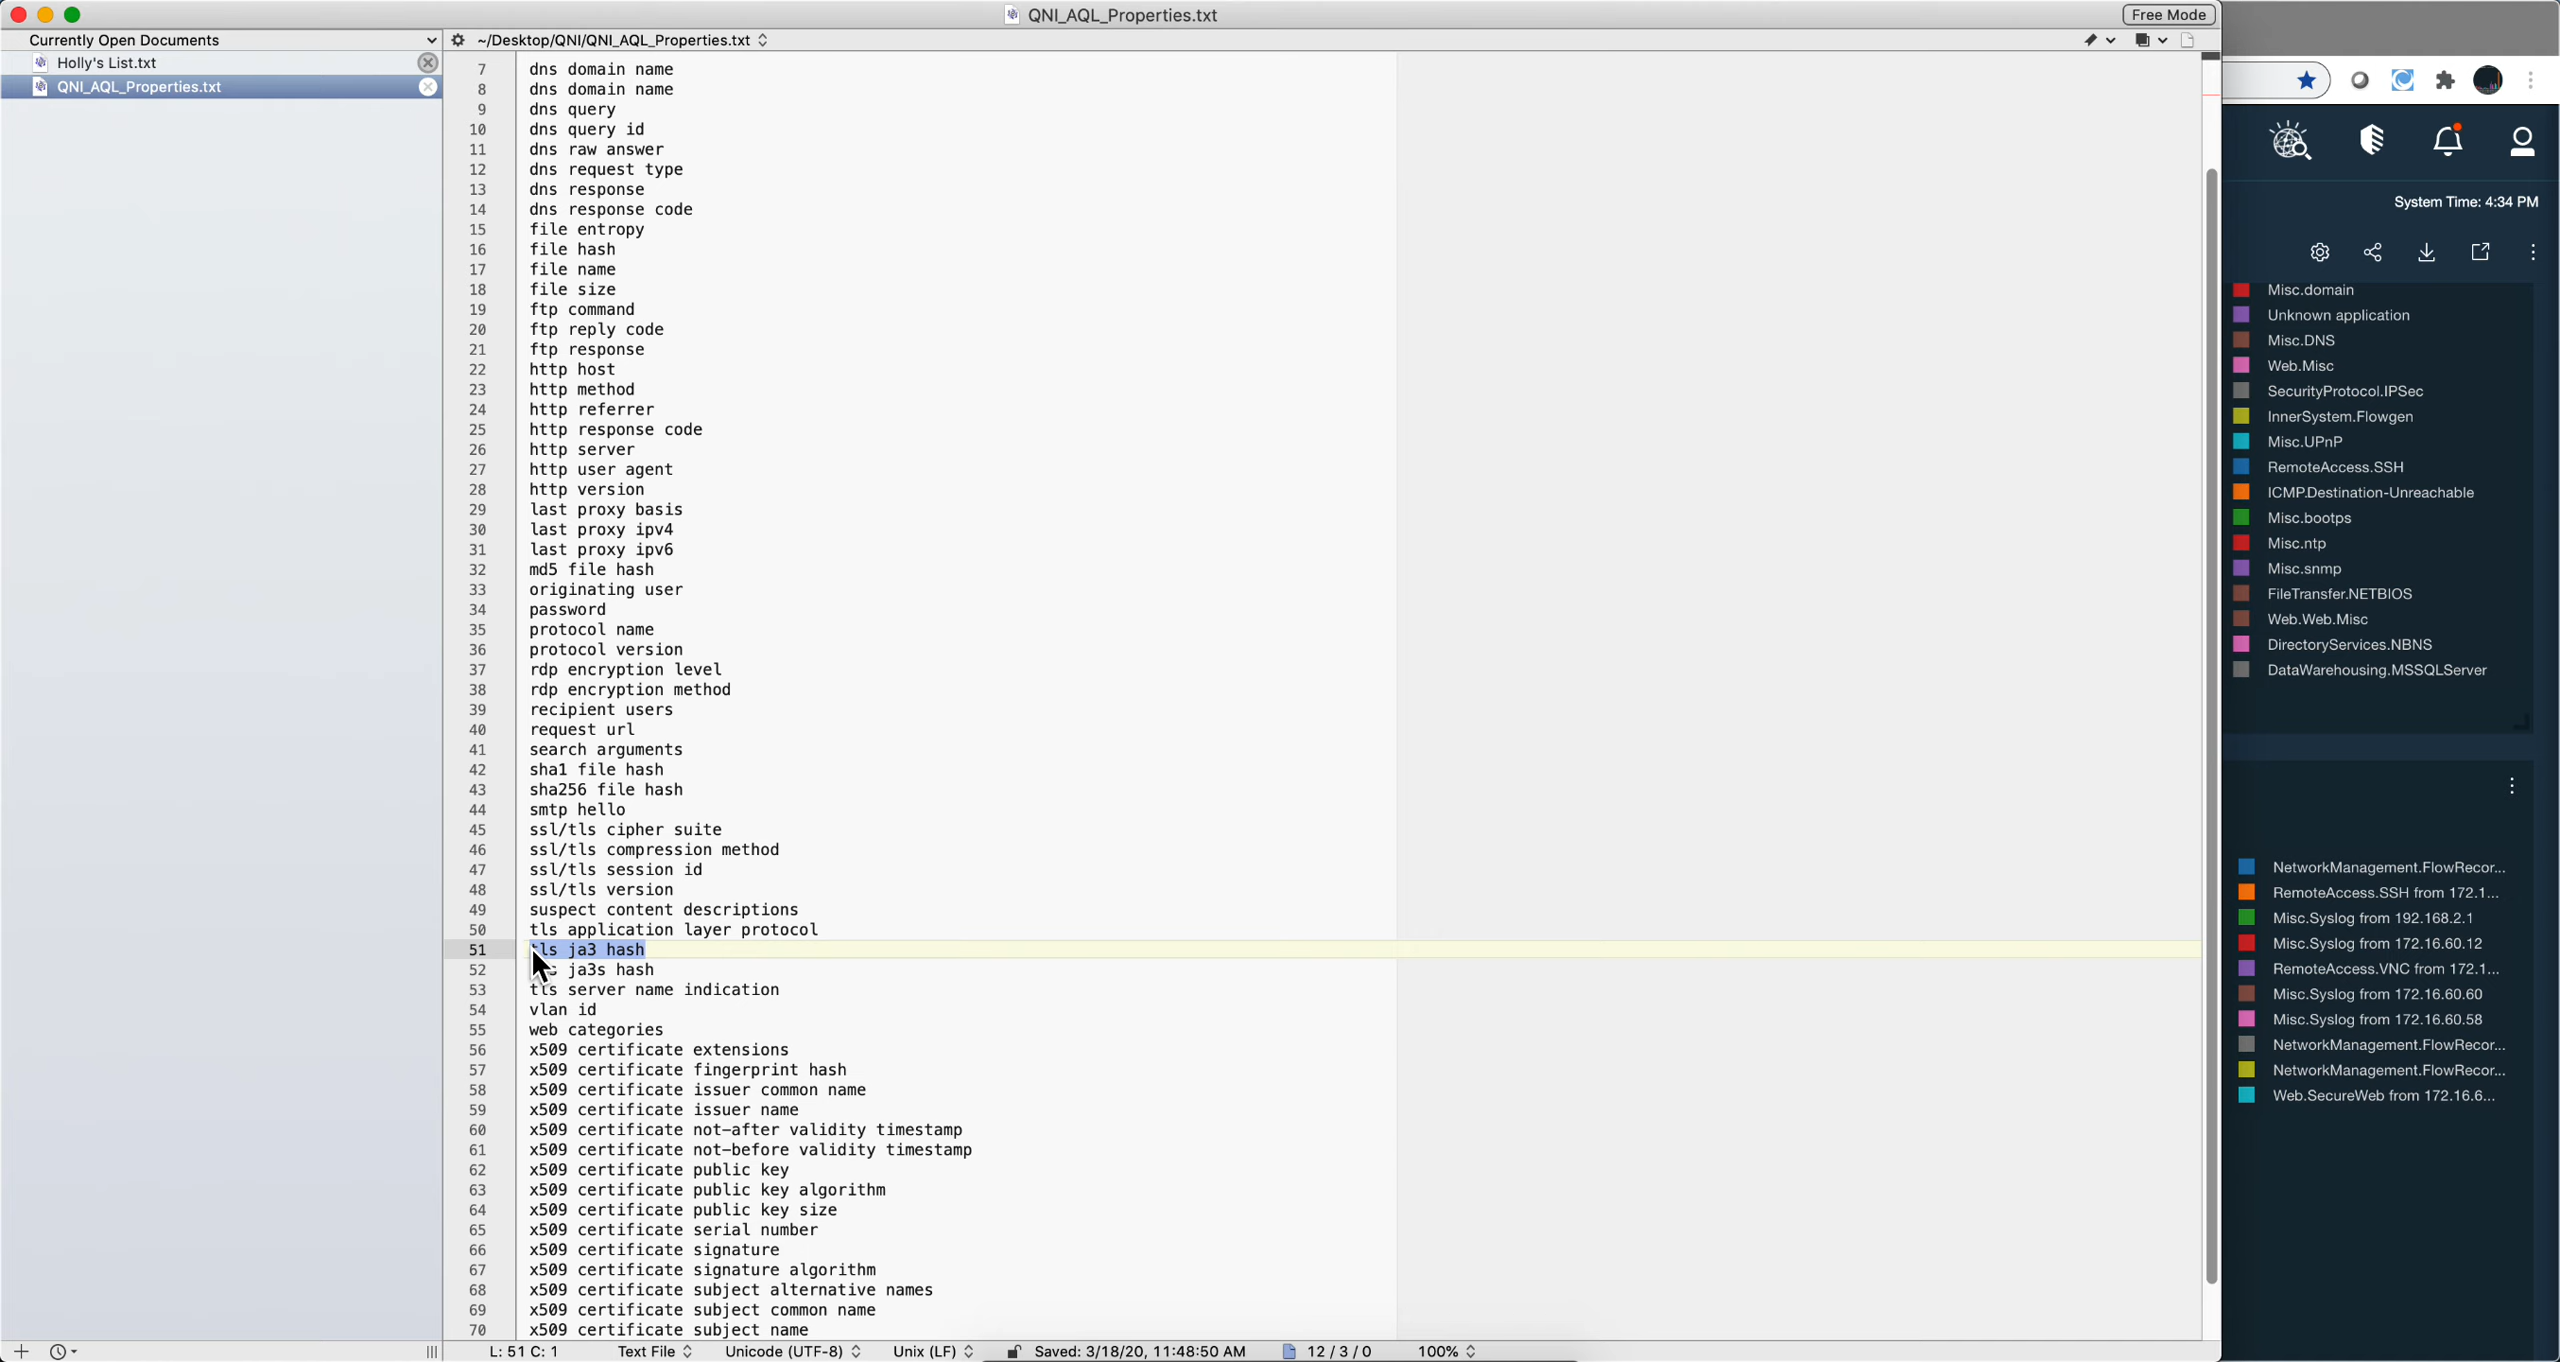 QNI_AQL_Properties.txt
Free Mode
Currently Open Documents
~/Desktop/QNI/QNI_AQL_Properties.txt
Holly's List.txt
QNI_AQL_Properties.txt
7 dns domain name
8 dns domain name
9 dns query
10 dns query id
11 dns raw answer
12 dns request type
13 dns response
14 dns response code
15 file entropy
16 file hash
17 file name
18 file size
19 ftp command
20 ftp reply code
21 ftp response
22 http host
23 http method
24 http referrer
25 http response code
26 http server
27 http user agent
28 http version
29 last proxy basis
30 last proxy ipv4
31 last proxy ipv6
32 md5 file hash
33 originating user
34 password
35 protocol name
36 protocol version
37 rdp encryption level
38 rdp encryption method
39 recipient users
40 request url
41 search arguments
42 sha1 file hash
43 sha256 file hash
44 smtp hello
45 ssl/tls cipher suite
46 ssl/tls compression method
47 ssl/tls session id
48 ssl/tls version
49 suspect content descriptions
50 tls application layer protocol
51 tls ja3 hash
52 ja3s hash
53 tls server name indication
54 vlan id
55 web categories
56 x509 certificate extensions
57 x509 certificate fingerprint hash
58 x509 certificate issuer common name
59 x509 certificate issuer name
60 x509 certificate not-after validity timestamp
61 x509 certificate not-before validity timestamp
62 x509 certificate public key
63 x509 certificate public key algorithm
64 x509 certificate public key size
65 x509 certificate serial number
66 x509 certificate signature
67 x509 certificate signature algorithm
68 x509 certificate subject alternative names
69 x509 certificate subject common name
70 x509 certificate subject name
L: 51 C: 1 Text File Unicode (UTF-8) Unix (LF) Saved: 3/18/20, 11:48:50 AM 12 / 3 / 0 100%
System Time: 4:34 PM
Misc.domain
Unknown application
Misc.DNS
Web.Misc
SecurityProtocol.IPSec
InnerSystem.Flowgen
Misc.UPnP
RemoteAccess.SSH
ICMP.Destination-Unreachable
Misc.bootps
Misc.ntp
Misc.snmp
FileTransfer.NETBIOS
Web.Web.Misc
DirectoryServices.NBNS
DataWarehousing.MSSQLServer
NetworkManagement.FlowRecor...
RemoteAccess.SSH from 172.1...
Misc.Syslog from 192.168.2.1
Misc.Syslog from 172.16.60.12
RemoteAccess.VNC from 172.1...
Misc.Syslog from 172.16.60.60
Misc.Syslog from 172.16.60.58
NetworkManagement.FlowRecor...
NetworkManagement.FlowRecor...
Web.SecureWeb from 172.16.6...